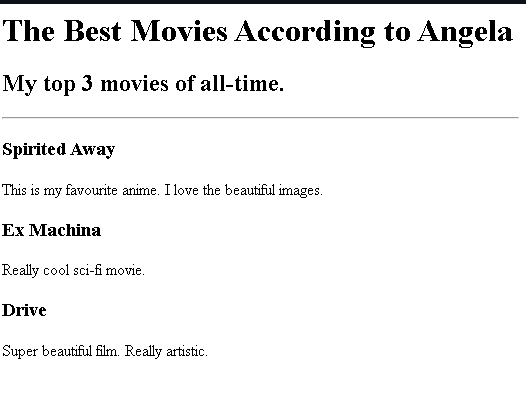 The Best Movies According to Angela
My top 3 movies of all-time.
Spirited Away
This is my favourite anime. I love the beautiful images.
Ex Machina
Really cool sci-fi movie.
Drive
Super beautiful film. Really artistic.